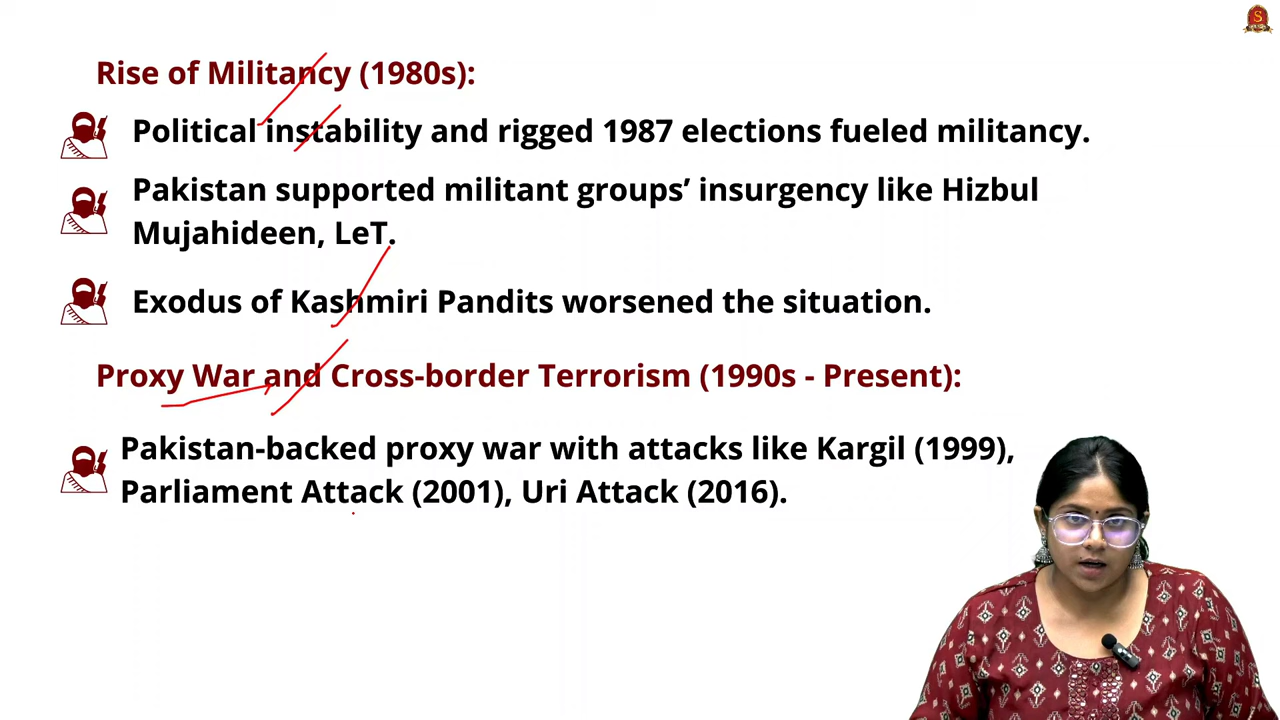 Rise of Militancy (1980s):
Political instability and rigged 1987 elections fueled militancy.
Pakistan supported militant groups’ insurgency like Hizbul
Mujahideen, LeT.
Exodus of Kashmiri Pandits worsened the situation.
Proxy War and Cross-border Terrorism (1990s - Present):
Pakistan-backed proxy war with attacks like Kargil (1999),
Parliament Attack (2001), Uri Attack (2016).